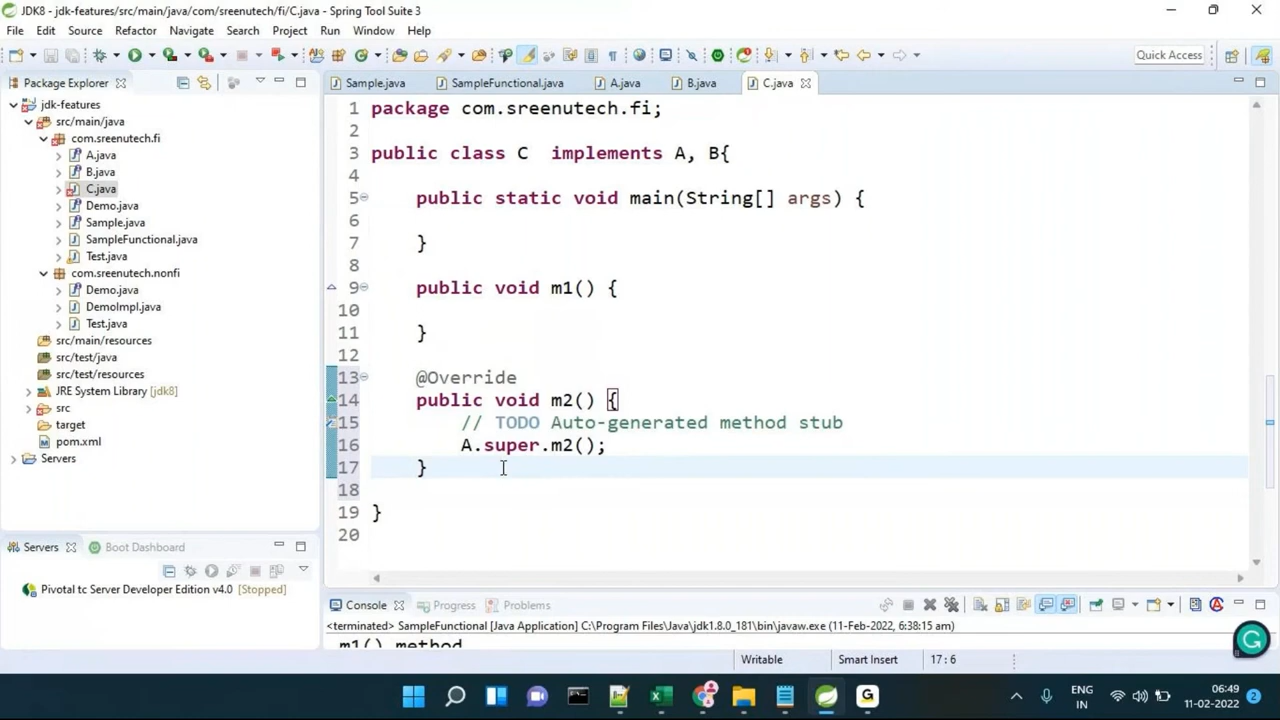 JDK8 - jdk-features/src/main/java/com/sreenutech/fi/C.java - Spring Tool Suite 3
File Edit Source Refactor Navigate Search Project Run Window Help
Quick Access
Package Explorer
jdk-features
src/main/java
com.sreenutech.fi
A.java
B.java
C.java
Demo.java
Sample.java
SampleFunctional.java
Test.java
com.sreenutech.nonfi
Demo.java
DemoImpl.java
Test.java
src/main/resources
src/test/java
src/test/resources
JRE System Library [jdk8]
src
target
pom.xml
Servers
Servers Boot Dashboard
Pivotal tc Server Developer Edition v4.0 [Stopped]
Sample.java SampleFunctional.java A.java B.java C.java
1 package com.sreenutech.fi;
2
3 public class C  implements A, B{
4
5     public static void main(String[] args) {
6
7     }
8
9     public void m1() {
10
11     }
12
13     @Override
14     public void m2() {
15         // TODO Auto-generated method stub
16         A.super.m2();
17     }
18
19 }
20
Console Progress Problems
<terminated> SampleFunctional [Java Application] C:\Program Files\Java\jdk1.8.0_181\bin\javaw.exe (11-Feb-2022, 6:38:15 am)
m1() method
Writable Smart Insert 17 : 6
ENG
IN
06:49
11-02-2022
2